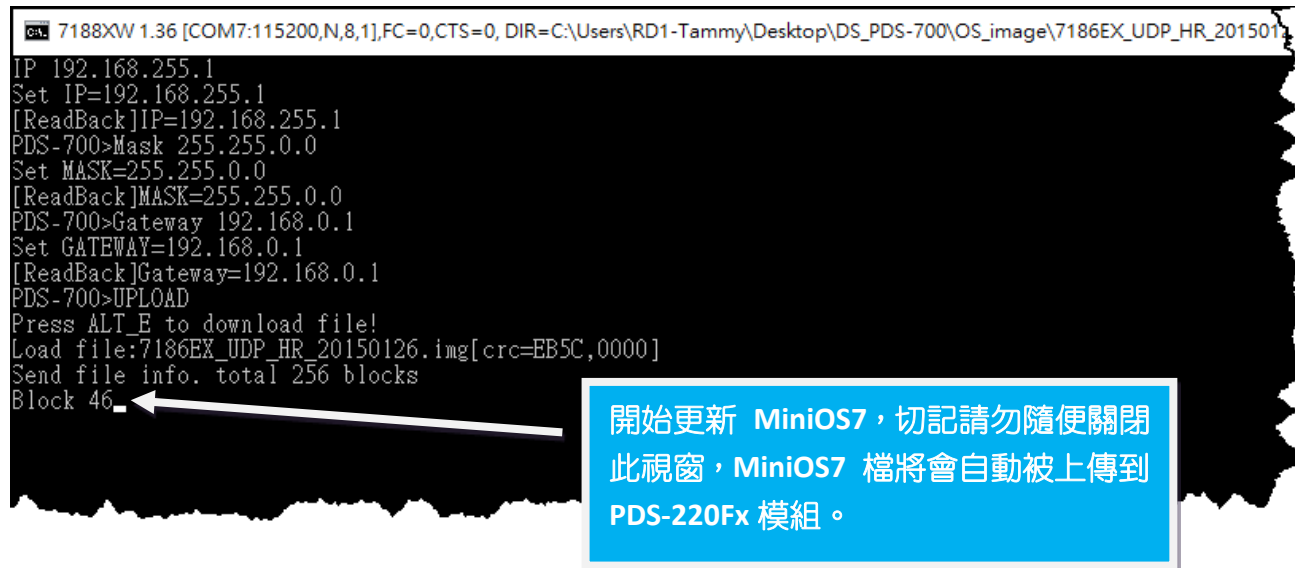 7188XW 1.36 [COM7:115200,N,8,1],FC=0,CTS=0, DIR=C:\Users\RD1-Tammy\Desktop\DS_PDS-700\OS_image\7186EX_UDP_HR_201501
IP 192.168.255.1
Set IP=192.168.255.1
[ReadBack]IP=192.168.255.1
PDS-700>Mask 255.255.0.0
Set MASK=255.255.0.0
[ReadBack]MASK=255.255.0.0
PDS-700>Gateway 192.168.0.1
Set GATEWAY=192.168.0.1
[ReadBack]Gateway=192.168.0.1
PDS-700>UPLOAD
Press ALT_E to download file!
Load file:7186EX_UDP_HR_20150126.img[crc=EB5C,0000]
Send file info. total 256 blocks
Block 46_
開始更新 MiniOS7，切記請勿隨便關閉
此視窗，MiniOS7 檔將會自動被上傳到
PDS-220Fx 模組。